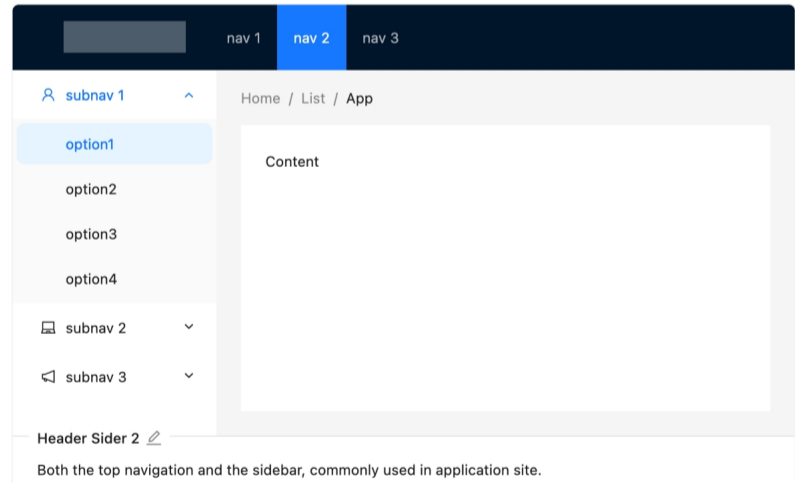 nav 1 nav 2 nav 3
subnav 1
option1
option2
option3
option4
subnav 2
subnav 3
Home / List / App
Content
Header Sider 2
Both the top navigation and the sidebar, commonly used in application site.